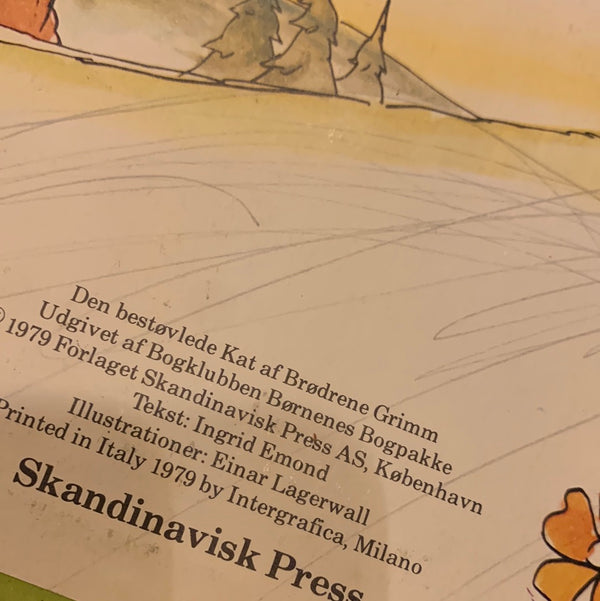 Den bestøvlede Kat af Brødrene Grimm
Udgivet af Bogklubben Børnenes Bogpakke
© 1979 Forlaget Skandinavisk Press AS, København
Tekst: Ingrid Emond
Illustrationer: Einar Lagerwall
Printed in Italy 1979 by Intergrafica, Milano
Skandinavisk Press